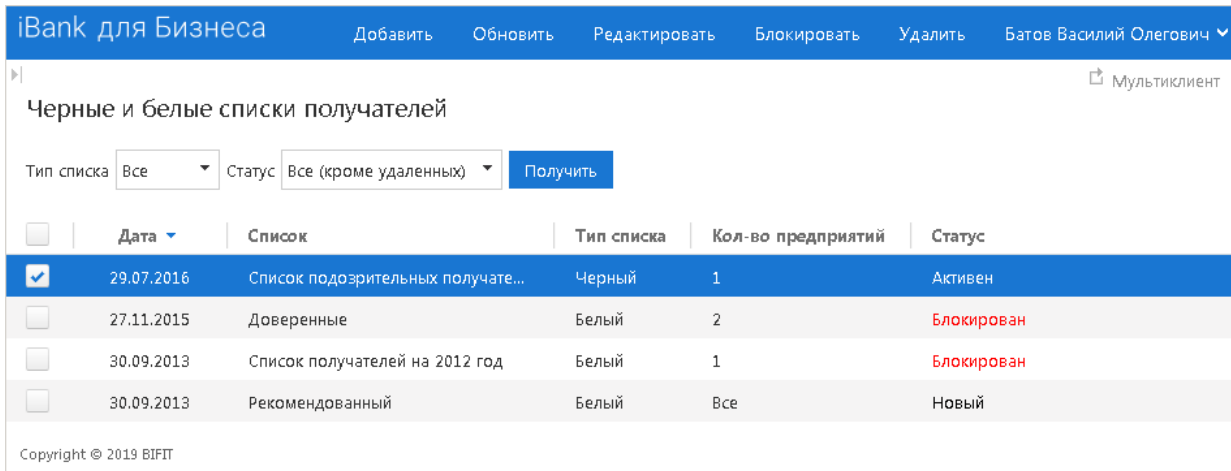 iBank для Бизнеса Добавить Обновить Редактировать Блокировать Удалить Батов Василий Олегович
Мультиклиент
Черные и белые списки получателей
Тип списка Все Статус Все (кроме удаленных) Получить
Дата Список Тип списка Кол-во предприятий Статус
29.07.2016 Список подозрительных получате... Черный 1 Активен
27.11.2015 Доверенные Белый 2 Блокирован
30.09.2013 Список получателей на 2012 год Белый 1 Блокирован
30.09.2013 Рекомендованный Белый Все Новый
Copyright © 2019 BIFIT